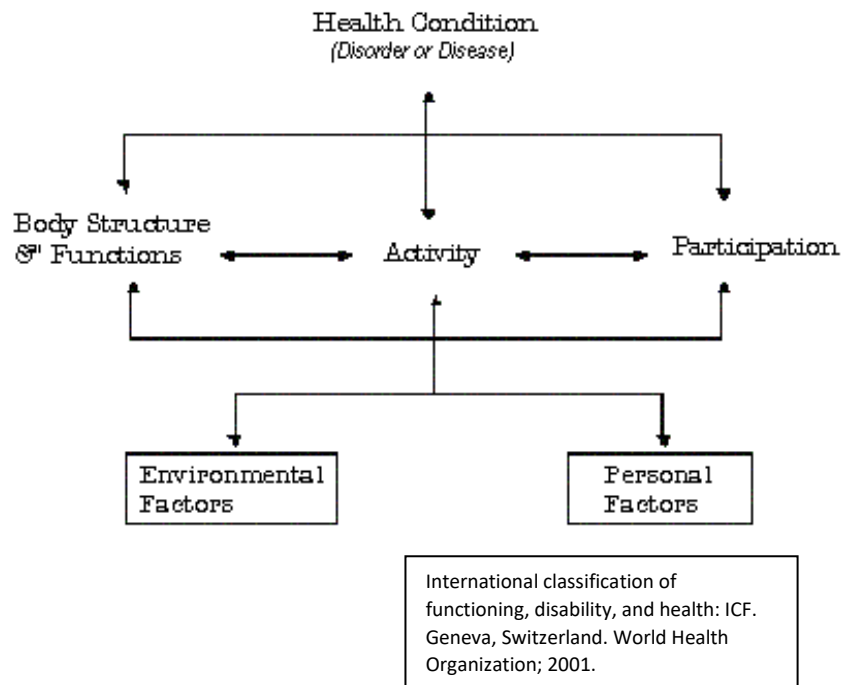 Health Condition
(Disorder or Disease)
Body Structure
& Functions
Activity
Participation
Environmental
Factors
Personal
Factors
International classification of
functioning, disability, and health: ICF.
Geneva, Switzerland. World Health
Organization; 2001.